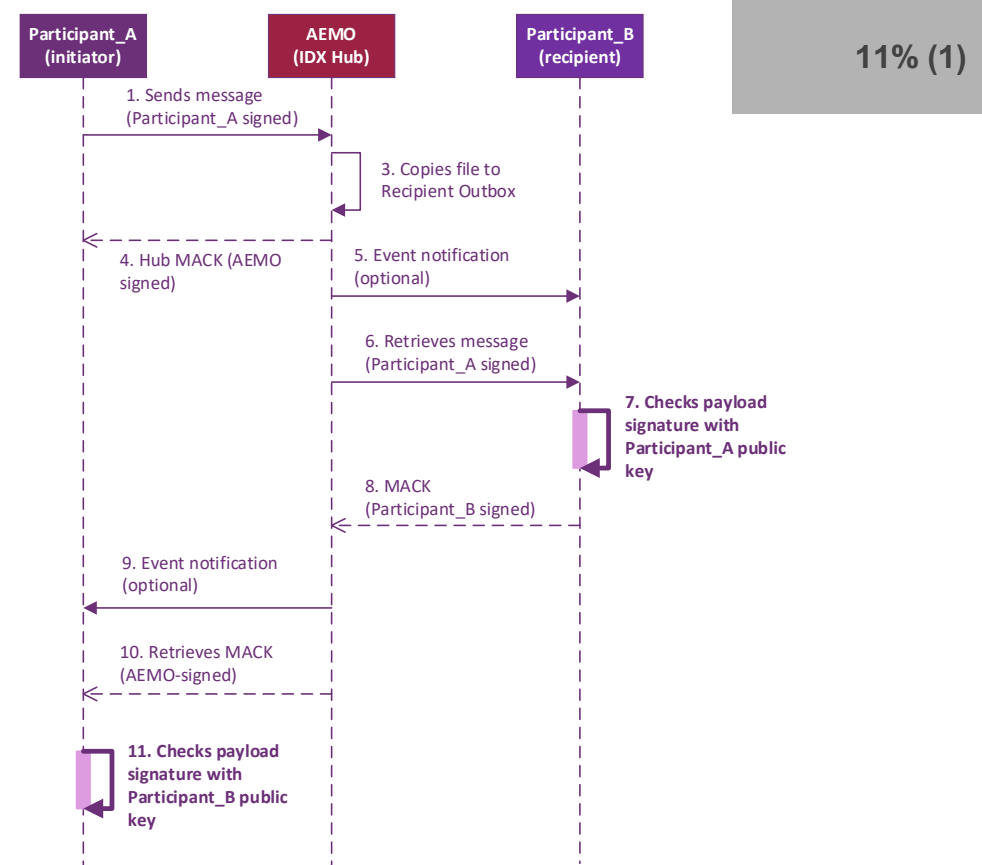 Participant_A
(initiator)
AEMO
(IDX Hub)
Participant_B
(recipient)
11% (1)
1. Sends message
(Participant_A signed)
3. Copies file to
Recipient Outbox
4. Hub MACK (AEMO
signed)
5. Event notification
(optional)
6. Retrieves message
(Participant_A signed)
7. Checks payload
signature with
Participant_A public
key
8. MACK
(Participant_B signed)
9. Event notification
(optional)
10. Retrieves MACK
(AEMO-signed)
11. Checks payload
signature with
Participant_B public
key